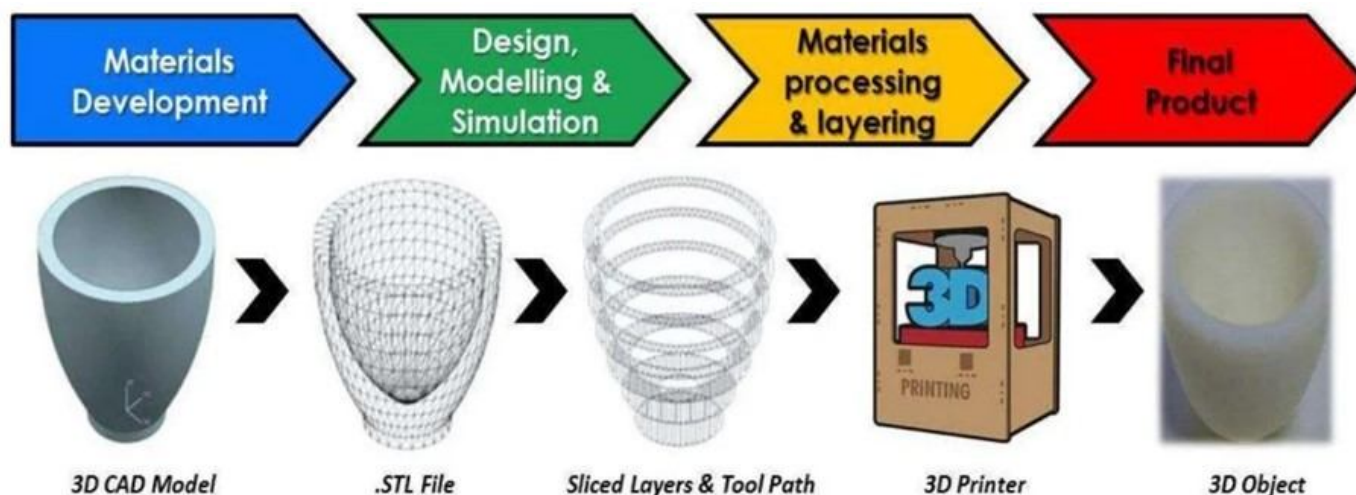 Materials
Development
Design,
Modelling &
Simulation
Materials
processing
& layering
Final
Product
3D
PRINTING
3D CAD Model
.STL File
Sliced Layers & Tool Path
3D Printer
3D Object